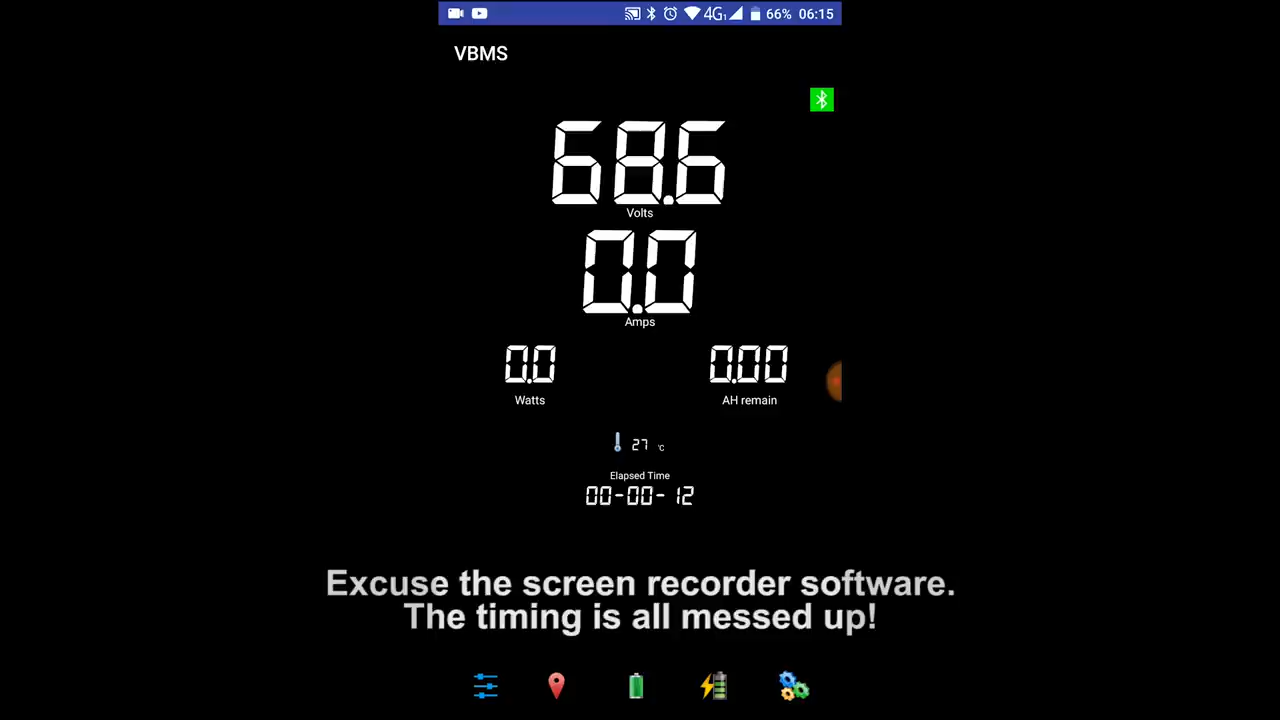 4G 66% 06:15
VBMS
68.6
Volts
0.0
Amps
0.0 0.00
Watts AH remain
27 °C
Elapsed Time
00-00-12
Excuse the screen recorder software.
The timing is all messed up!